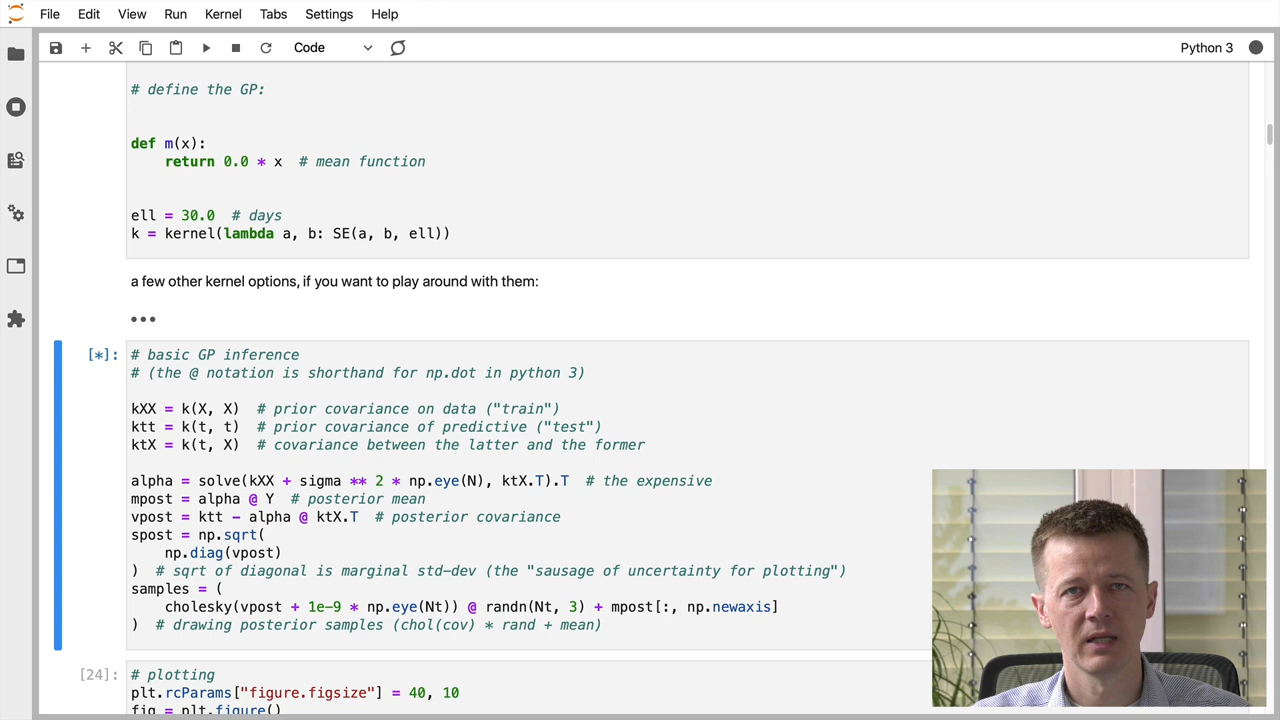 File Edit View Run Kernel Tabs Settings Help
Code
Python 3
# define the GP:
def m(x):
return 0.0 * x # mean function
ell = 30.0 # days
k = kernel(lambda a, b: SE(a, b, ell))
a few other kernel options, if you want to play around with them:
•••
[*]:
# basic GP inference
# (the @ notation is shorthand for np.dot in python 3)
kXX = k(X, X) # prior covariance on data ("train")
ktt = k(t, t) # prior covariance of predictive ("test")
ktX = k(t, X) # covariance between the latter and the former
alpha = solve(kXX + sigma ** 2 * np.eye(N), ktX.T).T # the expensive
mpost = alpha @ Y # posterior mean
vpost = ktt - alpha @ ktX.T # posterior covariance
spost = np.sqrt(
np.diag(vpost)
) # sqrt of diagonal is marginal std-dev (the "sausage of uncertainty for plotting")
samples = (
cholesky(vpost + 1e-9 * np.eye(Nt)) @ randn(Nt, 3) + mpost[:, np.newaxis]
) # drawing posterior samples (chol(cov) * rand + mean)
[24]:
# plotting
plt.rcParams["figure.figsize"] = 40, 10
fig = plt.figure()